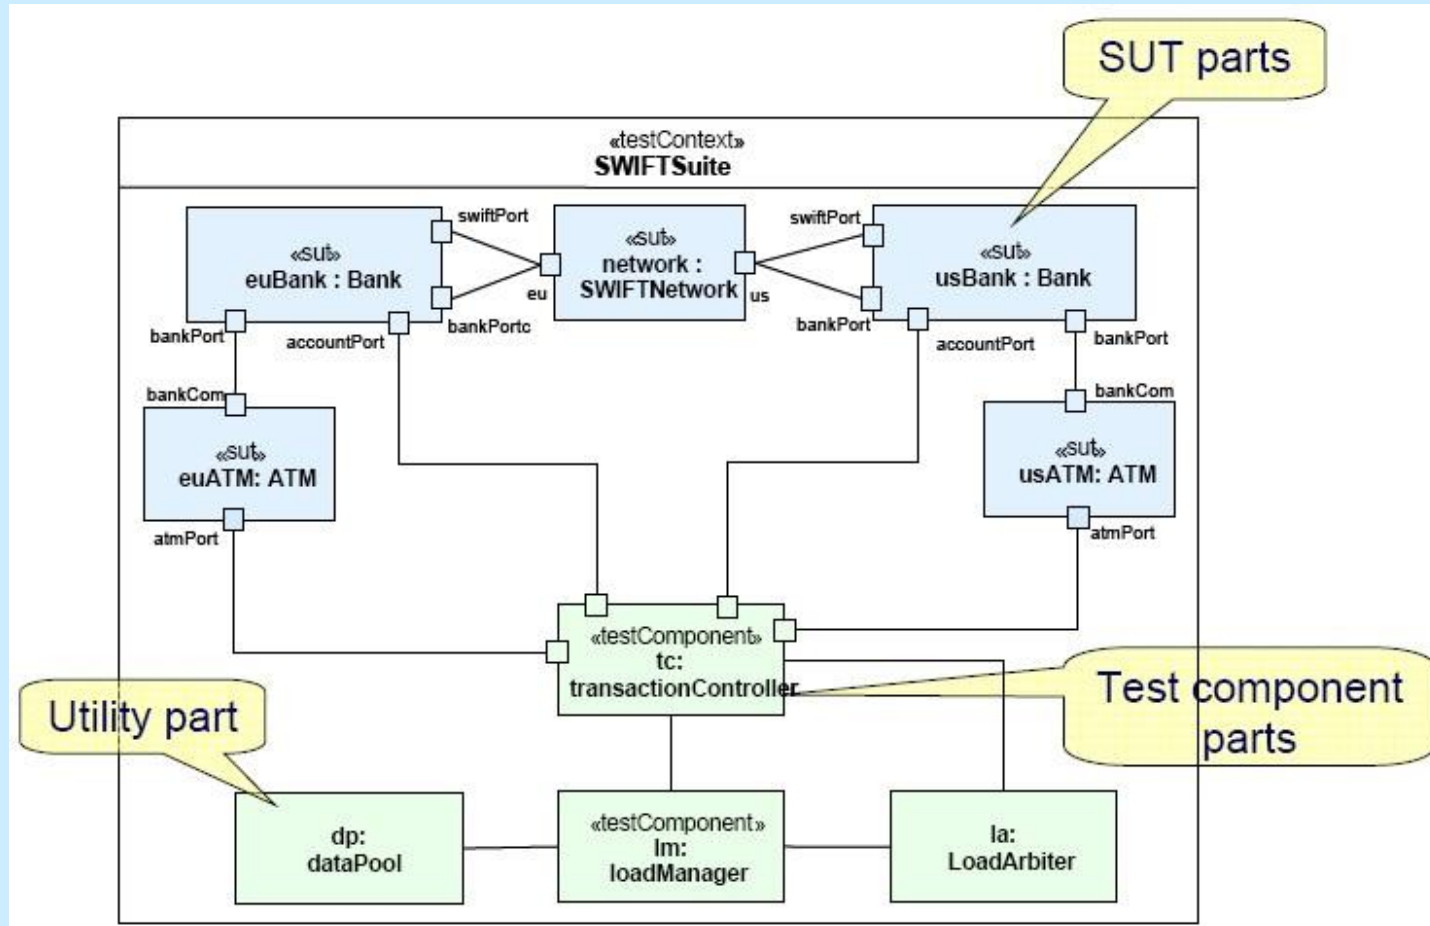 SUT parts
«testContext»
SWIFTSuite
swiftPort
swiftPort
«sut»
euBank : Bank
«sut»
network :
SWIFTNetwork
«sut»
usBank : Bank
eu
us
bankPort
accountPort
bankPortc
bankPort
accountPort
bankPort
bankCom
bankCom
«sut»
euATM: ATM
«sut»
usATM: ATM
atmPort
atmPort
«testComponent»
tc:
transactionController
Test component
parts
Utility part
dp:
dataPool
«testComponent»
lm:
loadManager
la:
LoadArbiter